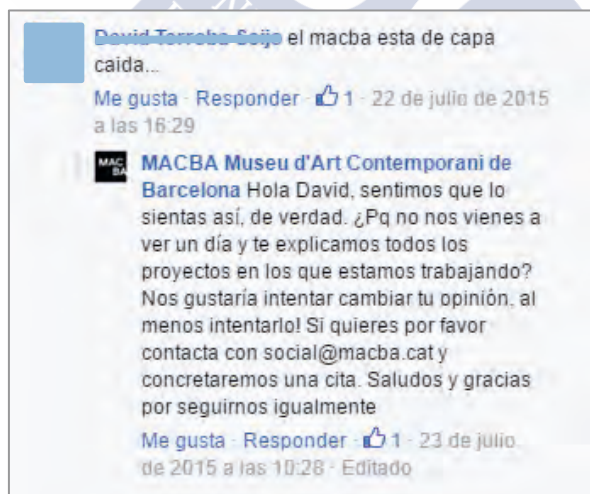 el macba esta de capa
caida...
Me gusta · Responder · 1 · 22 de julio de 2015
a las 16:29
MAC
BA
MACBA Museu d'Art Contemporani de
Barcelona Hola David, sentimos que lo
sientas así, de verdad. ¿Pq no nos vienes a
ver un día y te explicamos todos los
proyectos en los que estamos trabajando?
Nos gustaría intentar cambiar tu opinión, al
menos intentarlo! Si quieres por favor
contacta con social@macba.cat y
concretaremos una cita. Saludos y gracias
por seguirnos igualmente
Me gusta · Responder · 1 · 23 de julio
de 2015 a las 10:28 · Editado